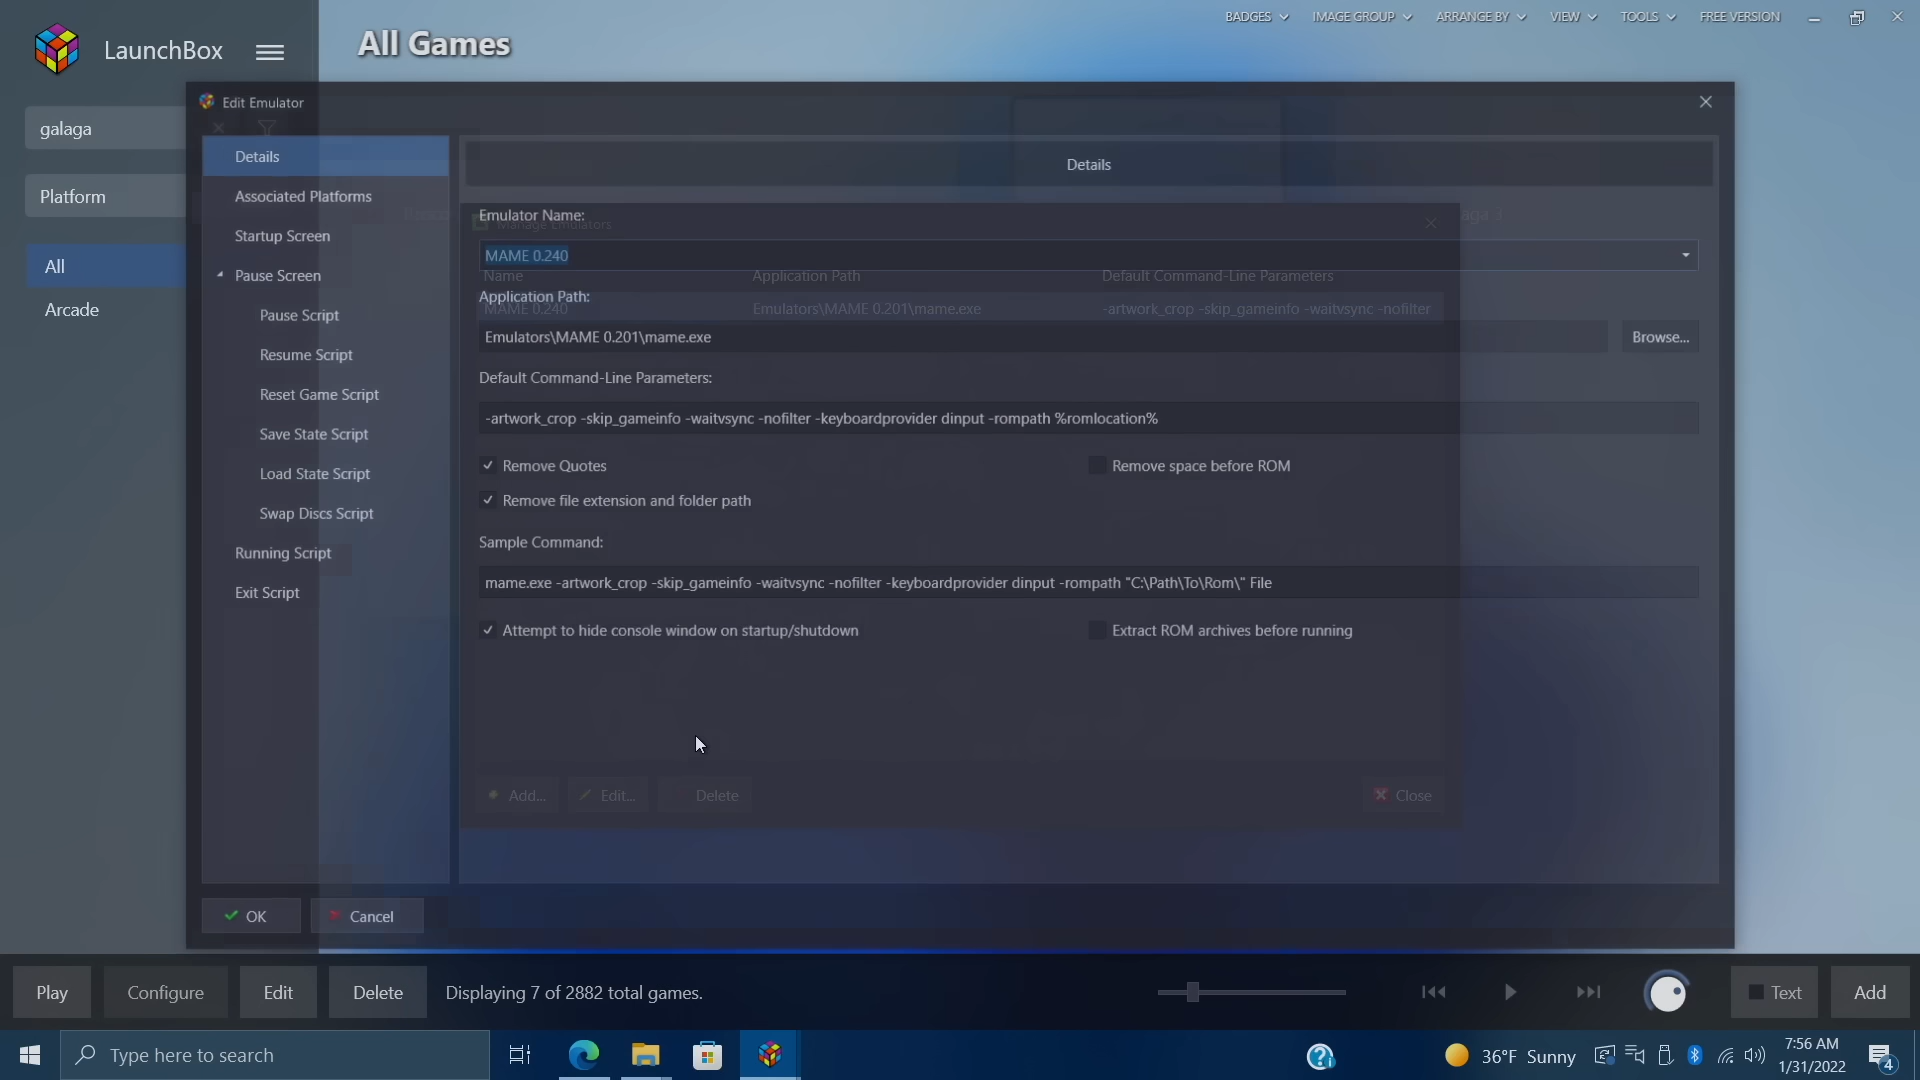 BADGES
IMAGE GROUP
ARRANGE BY
VIEW
TOOLS
FREE VERSION
LaunchBox
All Games
galaga
Platform
All
Arcade
Edit Emulator
Details
Associated Platforms
Startup Screen
Pause Screen
Pause Script
Resume Script
Reset Game Script
Save State Script
Load State Script
Swap Discs Script
Running Script
Exit Script
Details
Emulator Name:
Manage Emulators
MAME 0.240
Name Application Path Default Command-Line Parameters
Application Path:
MAME 0.240 Emulators\MAME 0.201\mame.exe -artwork_crop -skip_gameinfo -waitvsync -nofilter
Emulators\MAME 0.201\mame.exe
Browse...
Default Command-Line Parameters:
-artwork_crop -skip_gameinfo -waitvsync -nofilter -keyboardprovider dinput -rompath %romlocation%
Remove Quotes
Remove space before ROM
Remove file extension and folder path
Sample Command:
mame.exe -artwork_crop -skip_gameinfo -waitvsync -nofilter -keyboardprovider dinput -rompath "C:\Path\To\Rom\" File
Attempt to hide console window on startup/shutdown
Extract ROM archives before running
Add...
Edit...
Delete
Close
OK
Cancel
Play
Configure
Edit
Delete
Displaying 7 of 2882 total games.
Text
Add
Type here to search
36°F Sunny
7:56 AM
1/31/2022
4